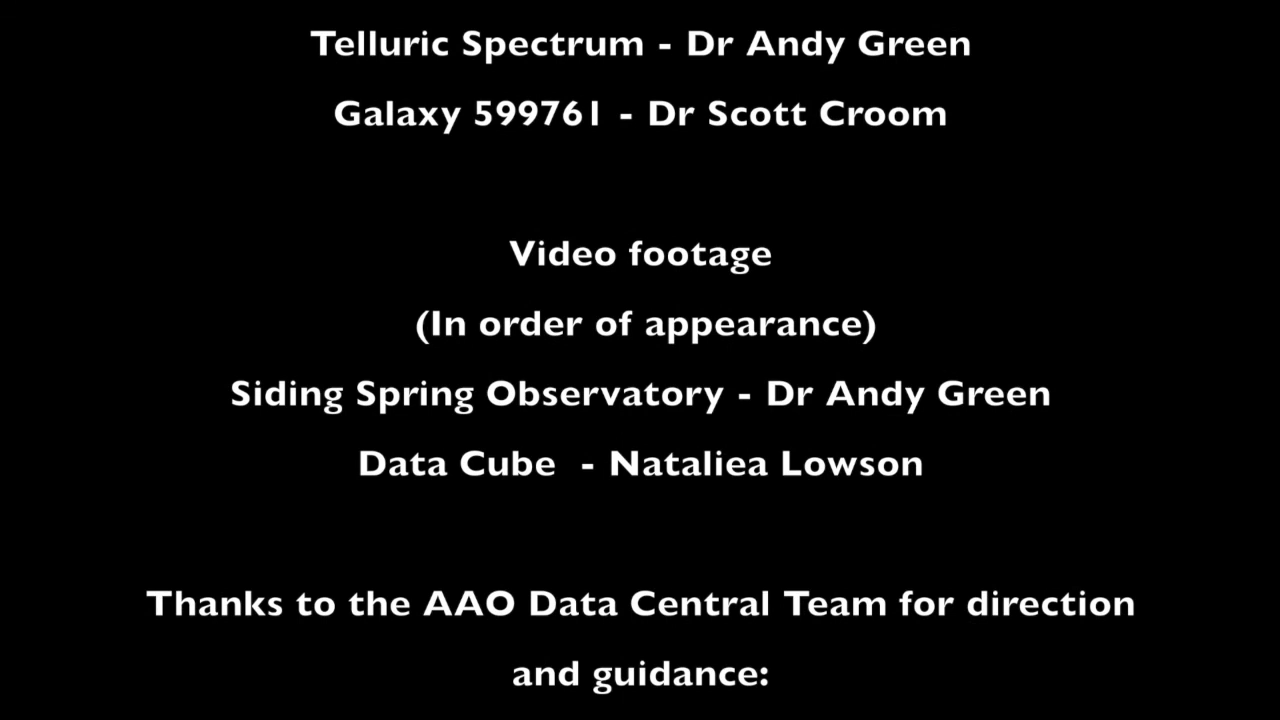 Telluric Spectrum - Dr Andy Green
Galaxy 599761 - Dr Scott Croom
Video footage
(In order of appearance)
Siding Spring Observatory - Dr Andy Green
Data Cube  - Nataliea Lowson
Thanks to the AAO Data Central Team for direction
and guidance: